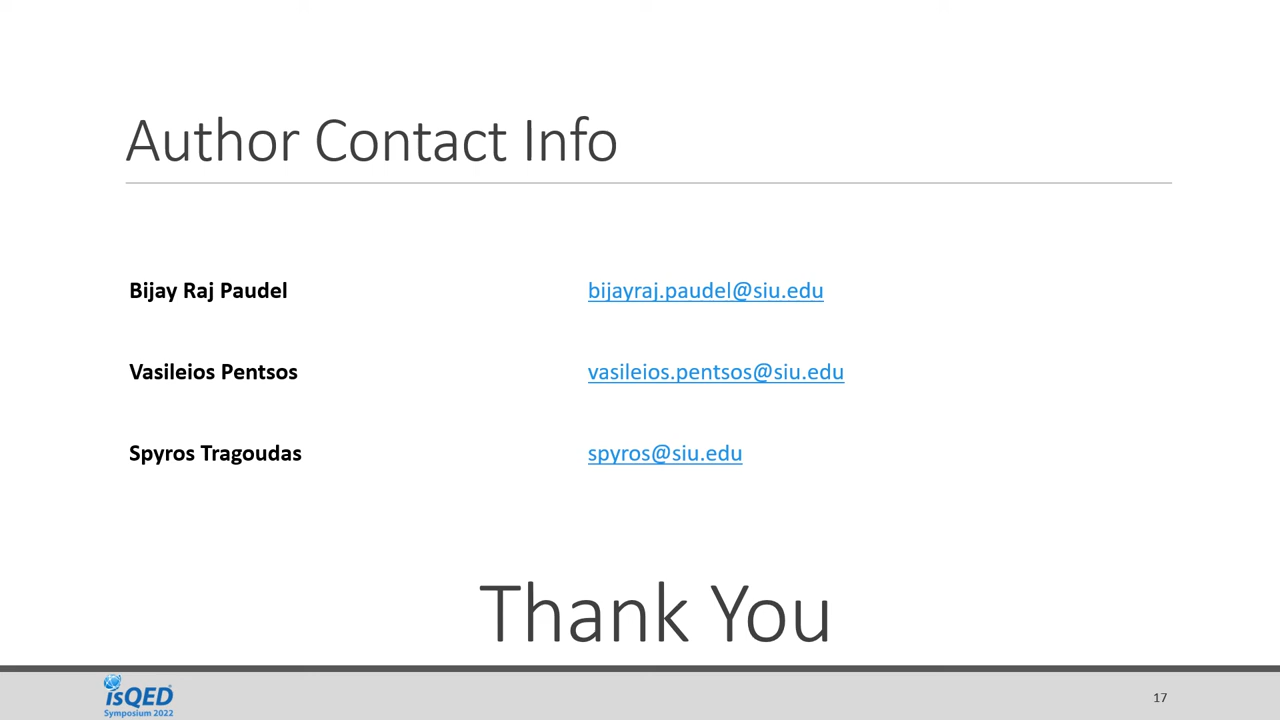 Author Contact Info
Bijay Raj Paudel bijayraj.paudel@siu.edu
Vasileios Pentsos vasileios.pentsos@siu.edu
Spyros Tragoudas spyros@siu.edu
Thank You
isQED
Symposium 2022
17